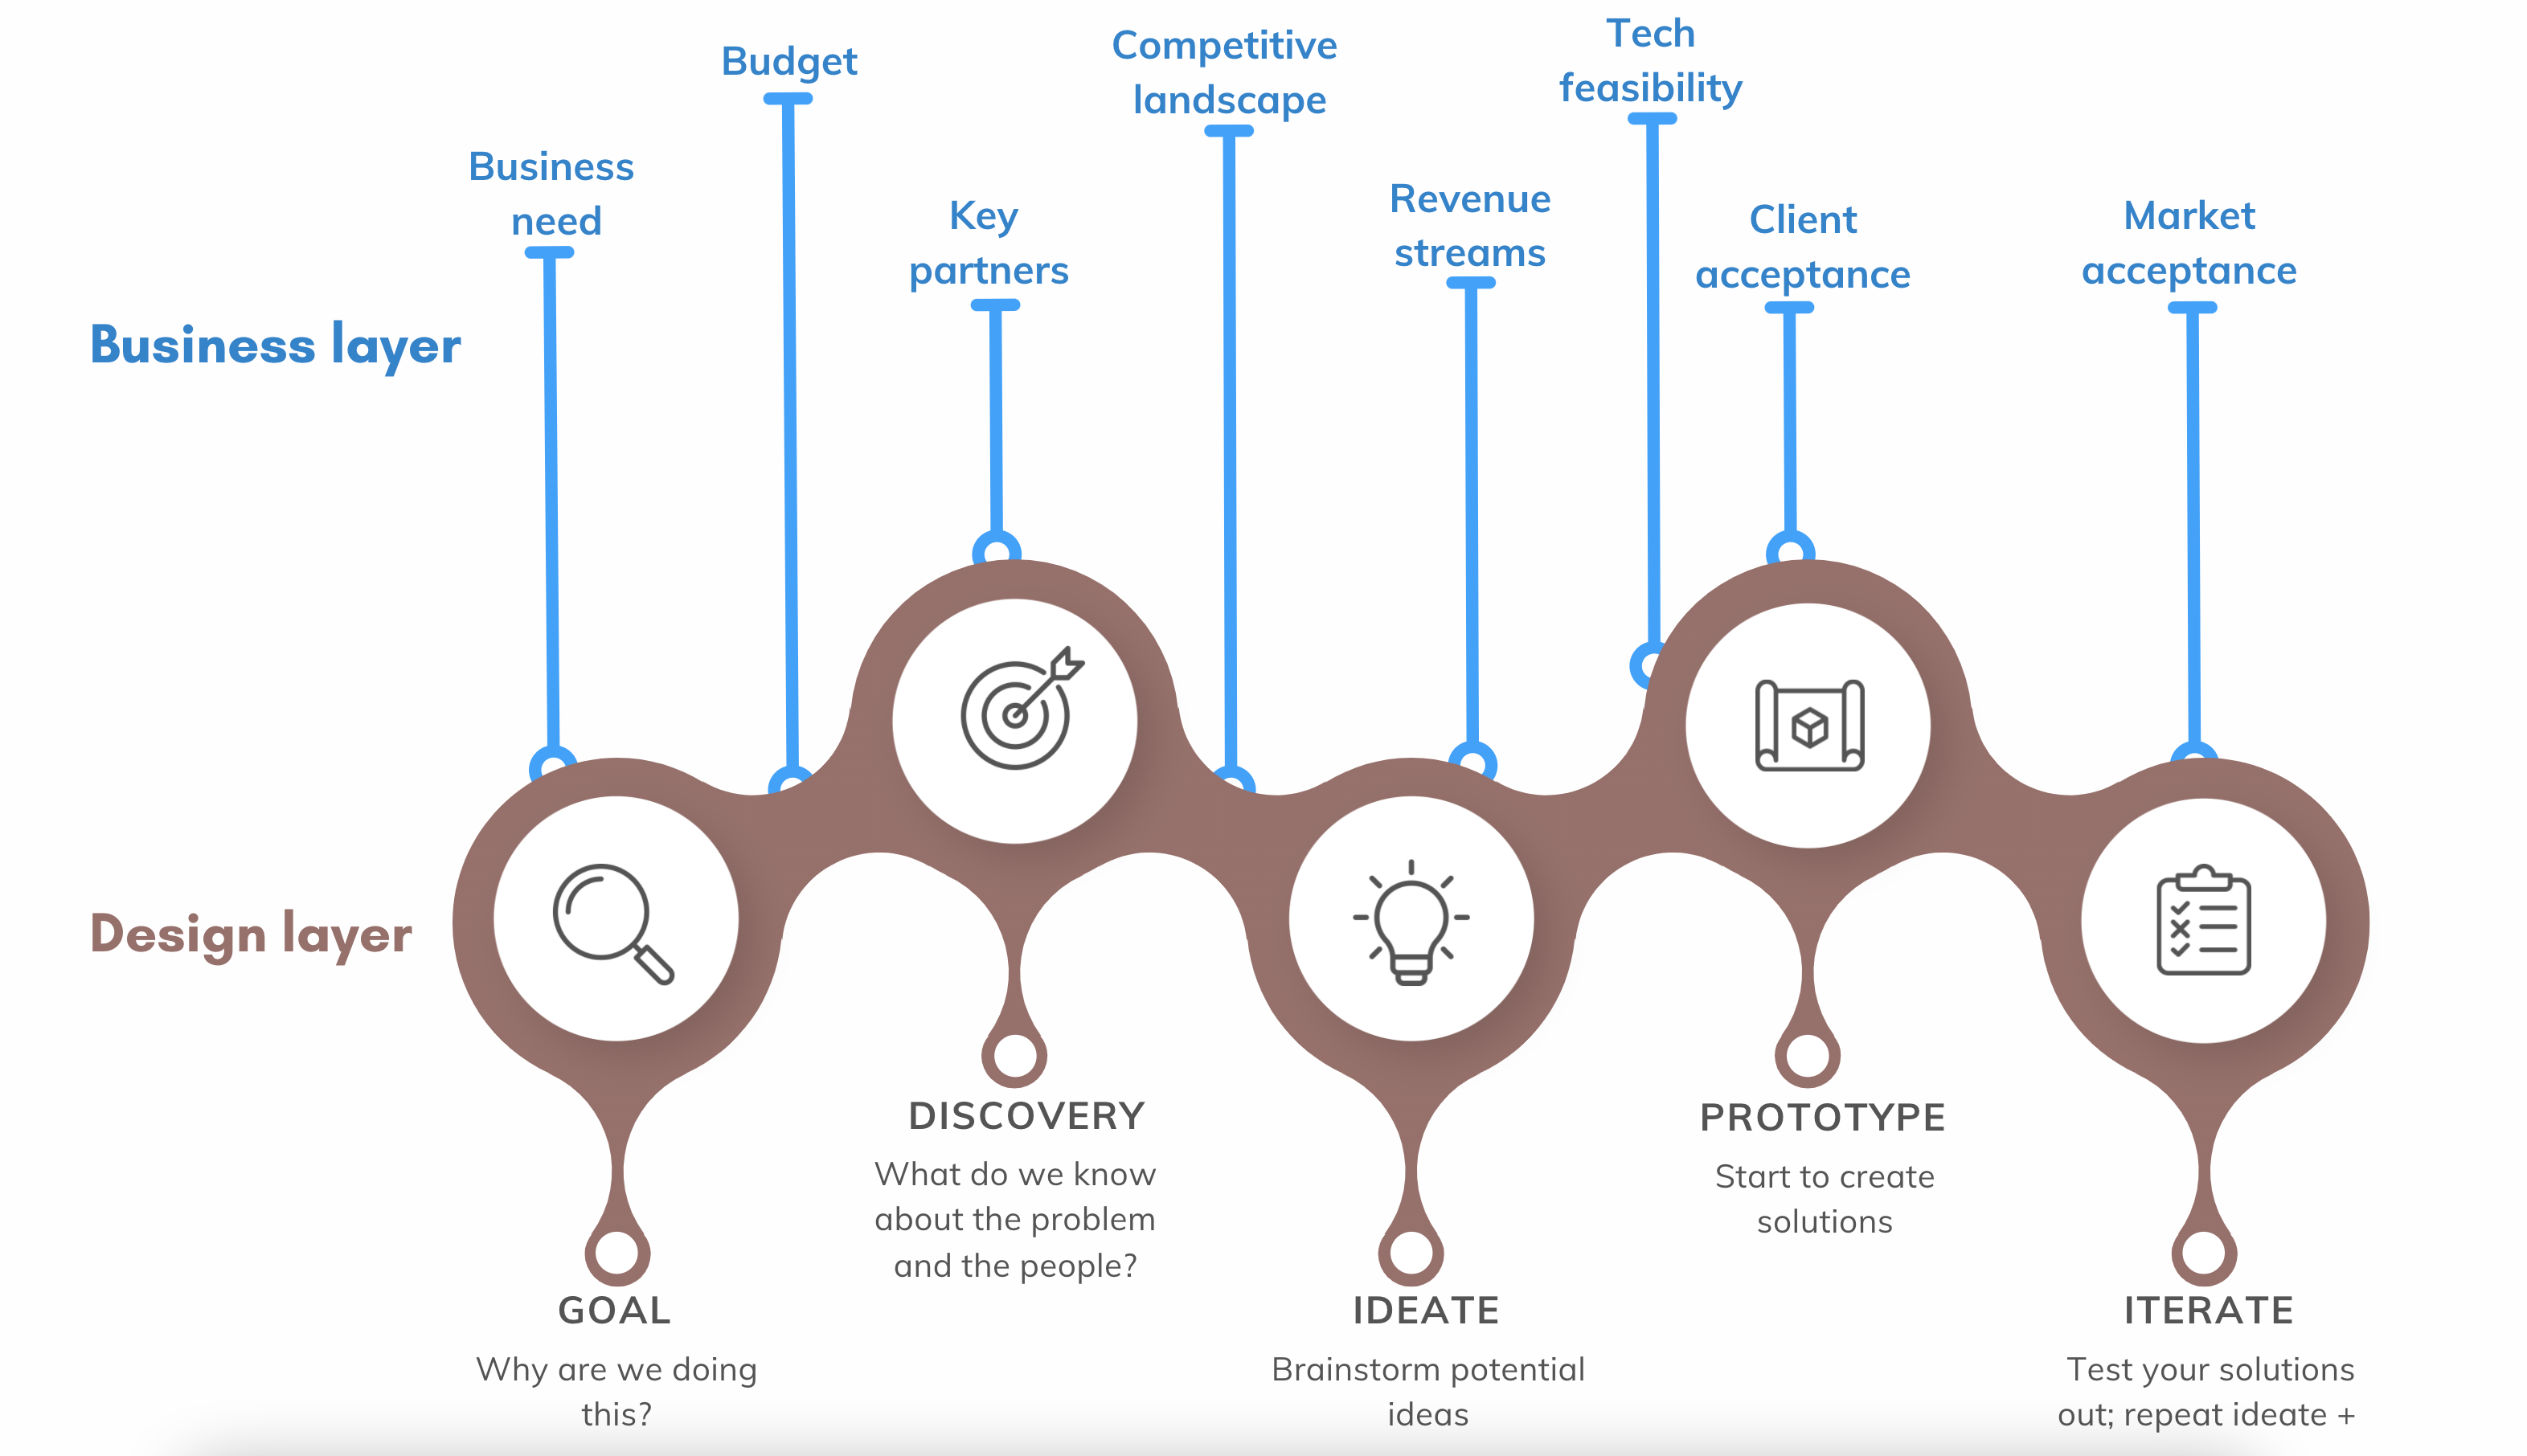 Business
need
Budget
Key
partners
Competitive
landscape
Revenue
streams
Tech
feasibility
Client
acceptance
Market
acceptance
Business layer
Design layer
GOAL
Why are we doing
this?
DISCOVERY
What do we know
about the problem
and the people?
IDEATE
Brainstorm potential
ideas
PROTOTYPE
Start to create
solutions
ITERATE
Test your solutions
out; repeat ideate +